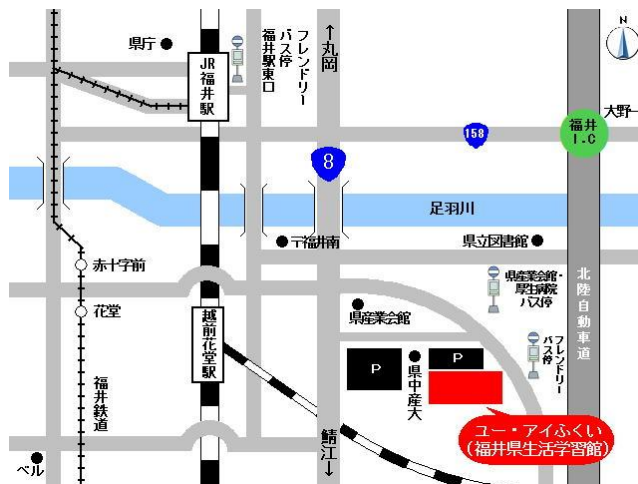 県庁
JR福井駅
フレンドリー
バス停
福井駅東口
↑丸岡
N
大野→
福井
I.C
158
8
足羽川
〒福井南
県立図書館
赤十字前
県産業会館・
厚生病院
バス停
北陸自動車道
花堂
県産業会館
越前花堂駅
フレンドリー
バス停
P
県中産大
P
福井鉄道
ユー・アイふくい
(福井県生活学習館)
鯖江↓
ベル